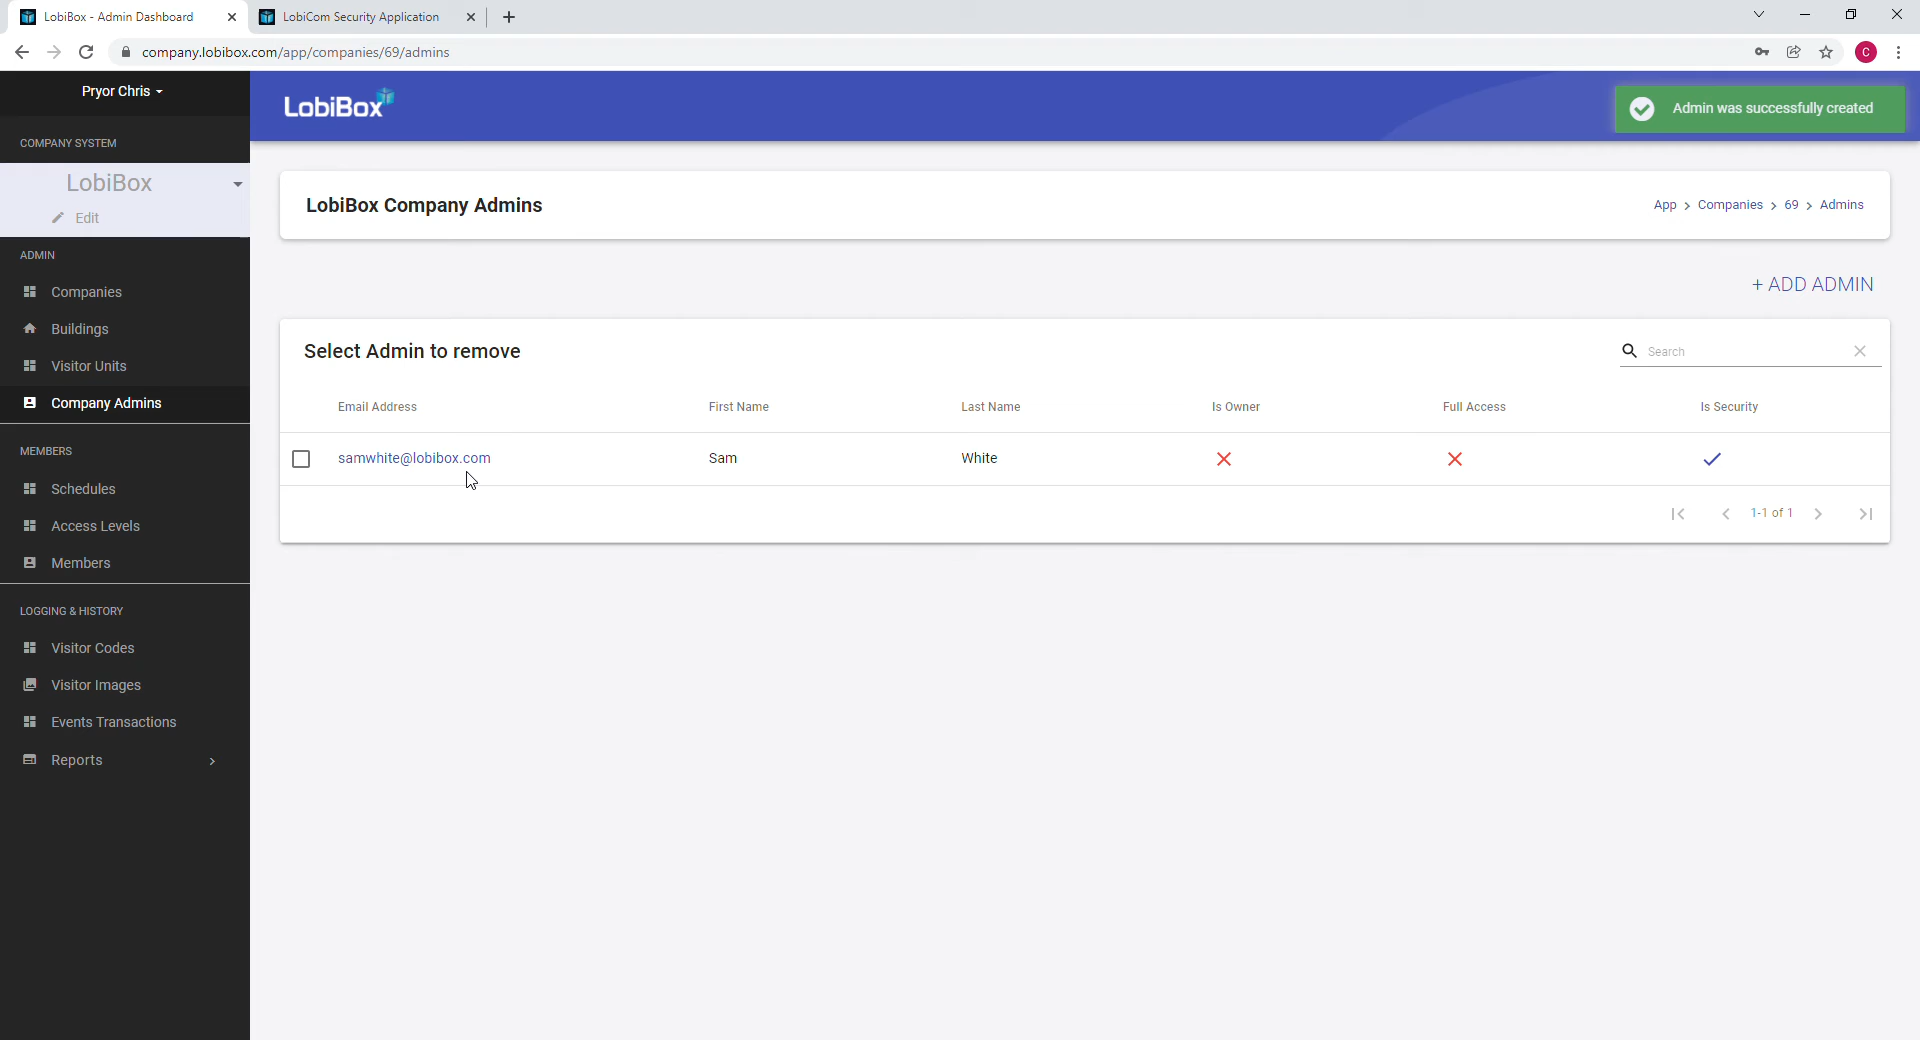 LobiBox - Admin Dashboard
LobiCom Security Application
company.lobibox.com/app/companies/69/admins
C
Pryor Chris
LobiBox
Admin was successfully created
COMPANY SYSTEM
LobiBox
Edit
LobiBox Company Admins
App > Companies > 69 > Admins
ADMIN
Companies
Buildings
Visitor Units
Company Admins
MEMBERS
Schedules
Access Levels
Members
LOGGING & HISTORY
Visitor Codes
Visitor Images
Events Transactions
Reports
+ ADD ADMIN
Select Admin to remove
Search
Email Address First Name Last Name Is Owner Full Access Is Security
samwhite@lobibox.com Sam White
1-1 of 1